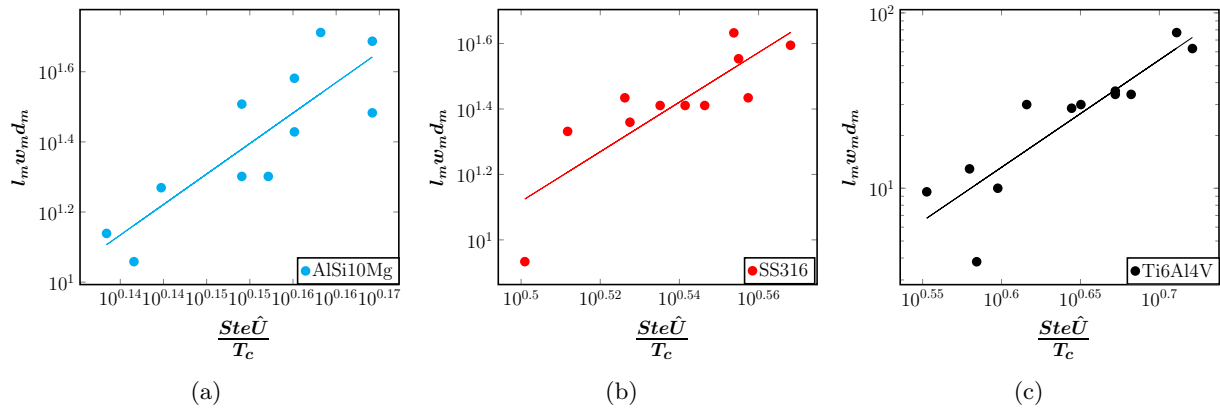 10^1.6
10^1.4
10^1.2
10^1
l_m w_m d_m
AlSi10Mg
10^0.14 10^0.14 10^0.15 10^0.15 10^0.16 10^0.16 10^0.17
SteÛ
T_c
(a)
10^1.6
10^1.4
10^1.2
10^1
l_m w_m d_m
SS316
10^0.5 10^0.52 10^0.54 10^0.56
SteÛ
T_c
(b)
10^2
10^1
l_m w_m d_m
Ti6Al4V
10^0.55 10^0.6 10^0.65 10^0.7
SteÛ
T_c
(c)